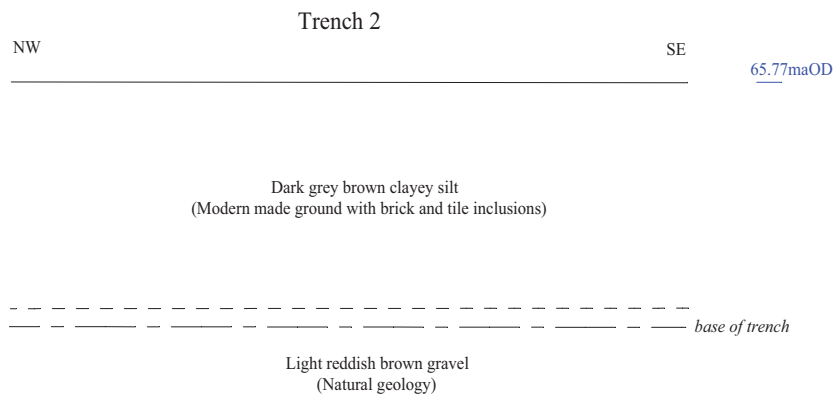 Trench 2
NW
SE
65.77maOD
Dark grey brown clayey silt
(Modern made ground with brick and tile inclusions)
base of trench
Light reddish brown gravel
(Natural geology)